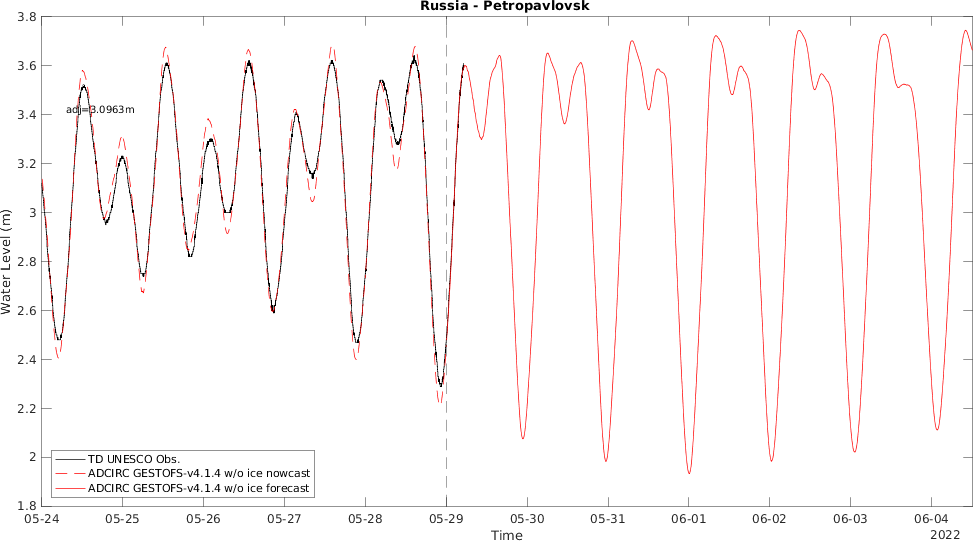 Russia - Petropavlovsk
3.8
3.6
3.4
3.2
3
2.8
2.6
2.4
2.2
2
1.8
Water Level (m)
adj=3.0963m
TD UNESCO Obs.
ADCIRC GESTOFS-v4.1.4 w/o ice nowcast
ADCIRC GESTOFS-v4.1.4 w/o ice forecast
05-24 05-25 05-26 05-27 05-28 05-29 05-30 05-31 06-01 06-02 06-03 06-04
2022
Time